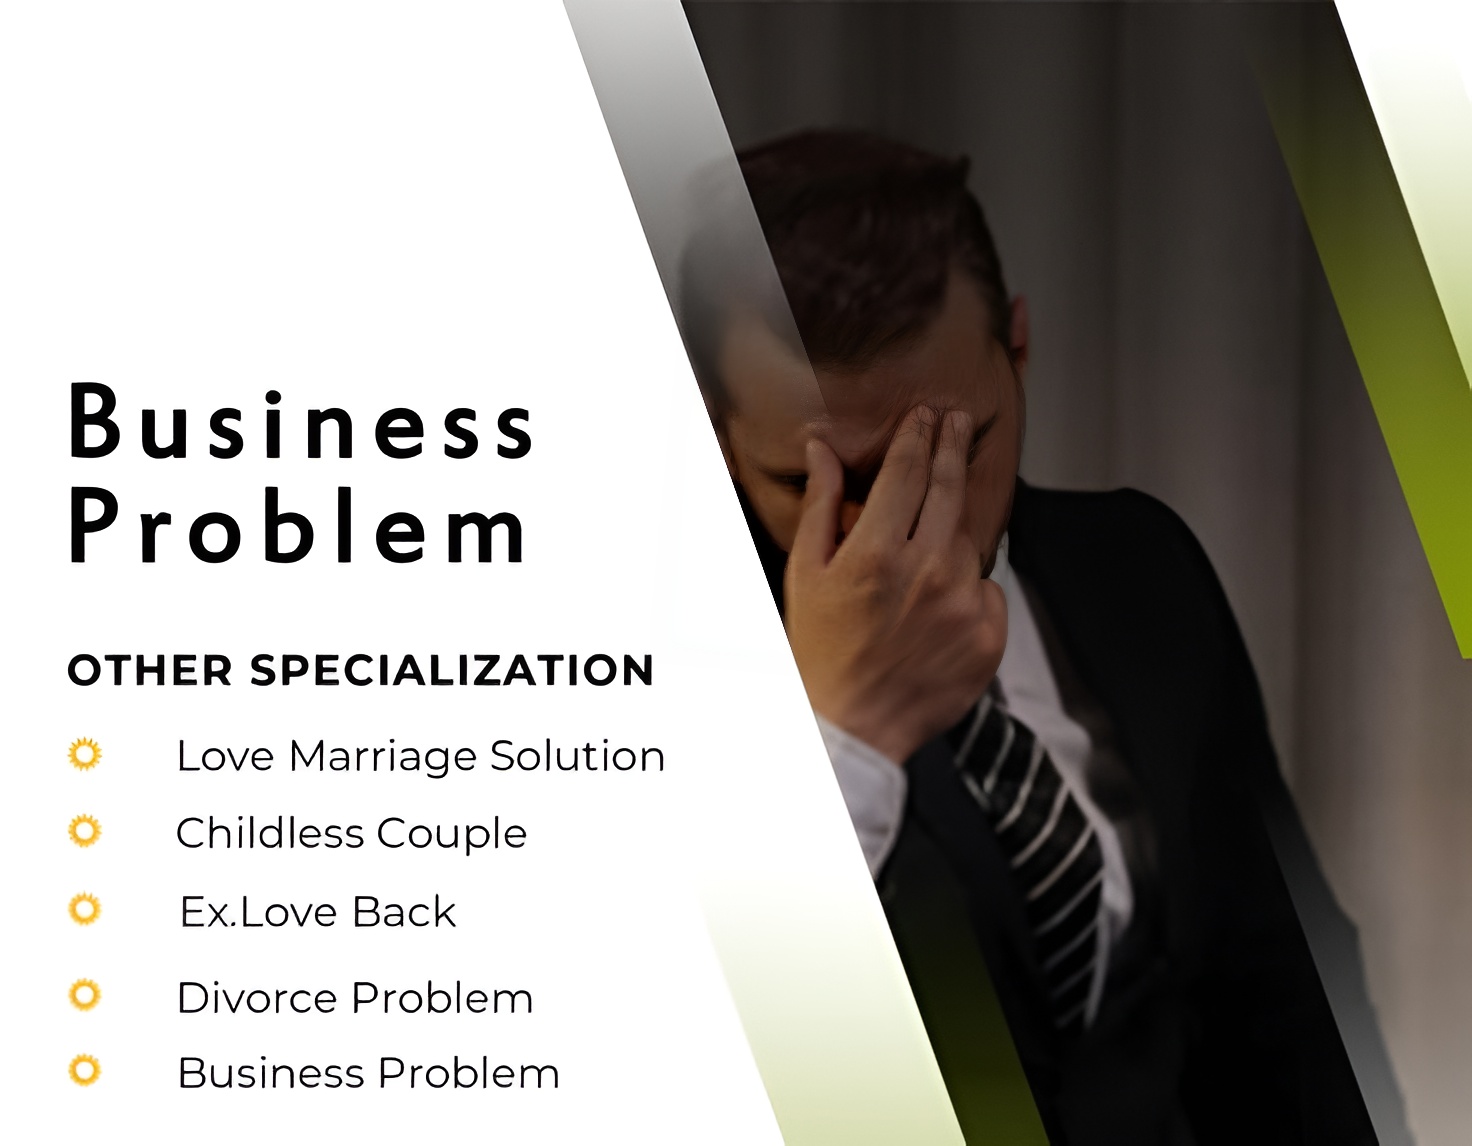 Business
Problem
OTHER SPECIALIZATION
Love Marriage Solution
Childless Couple
Ex.Love Back
Divorce Problem
Business Problem